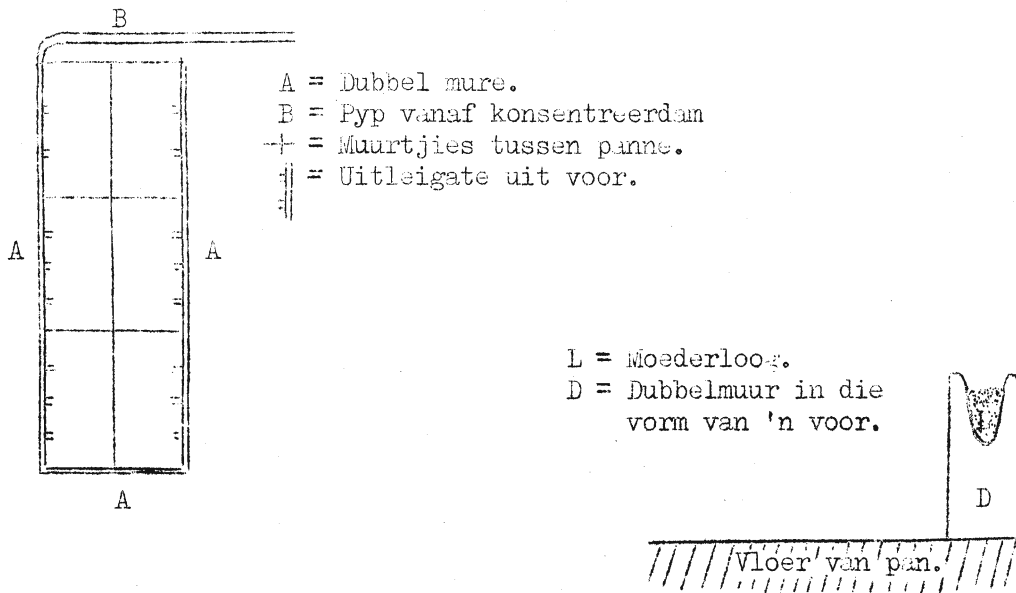 B
A = Dubbel mure.
B = Pyp vanaf konsentreerdam
= Muurtjies tussen panne.
= Uitleigate uit voor.
A
A
A
L = Moederloog.
D = Dubbelmuur in die
vorm van 'n voor.
L
D
Vloer van pan.